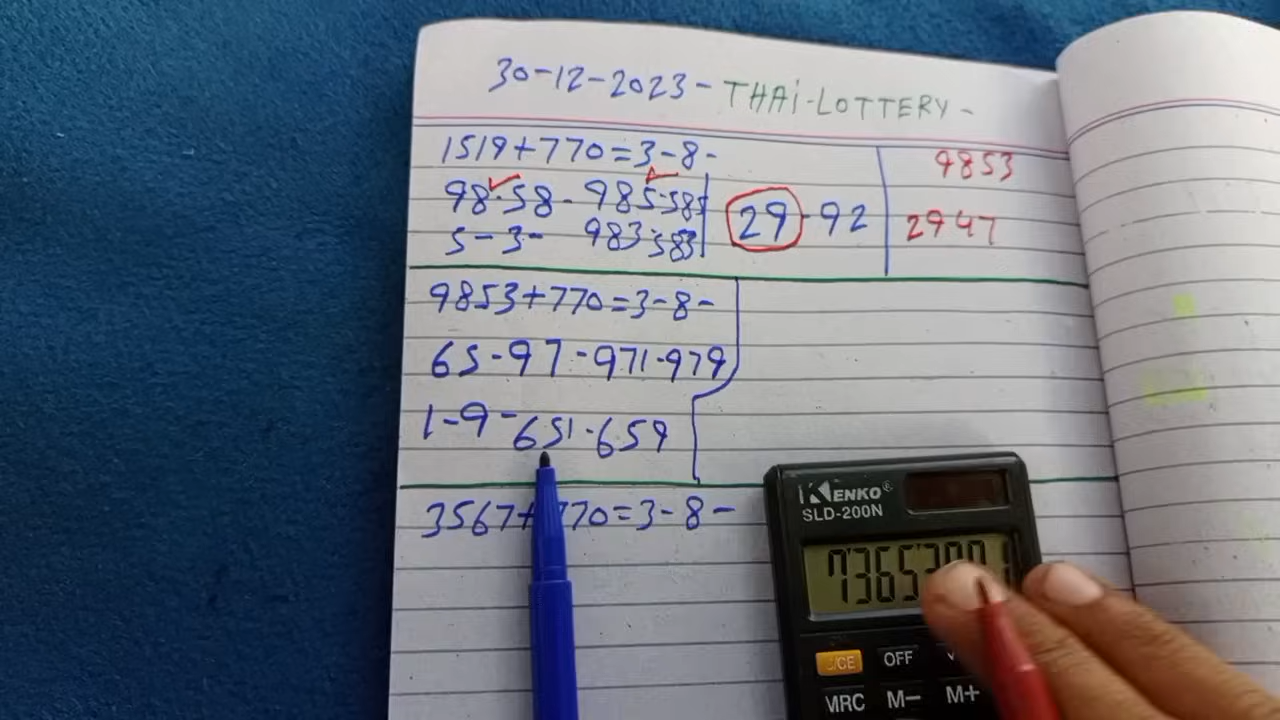 30-12-2023- THAi-LOTTERY-
1519+770=3-8-
98.58-985.585
5-3- 983.583
29-92
9853
2947
9853+770=3-8-
65-97-971.979
1-9-651.659
3567+770=3-8-
KENKO
SLD-200N
OFF
MRC M- M+